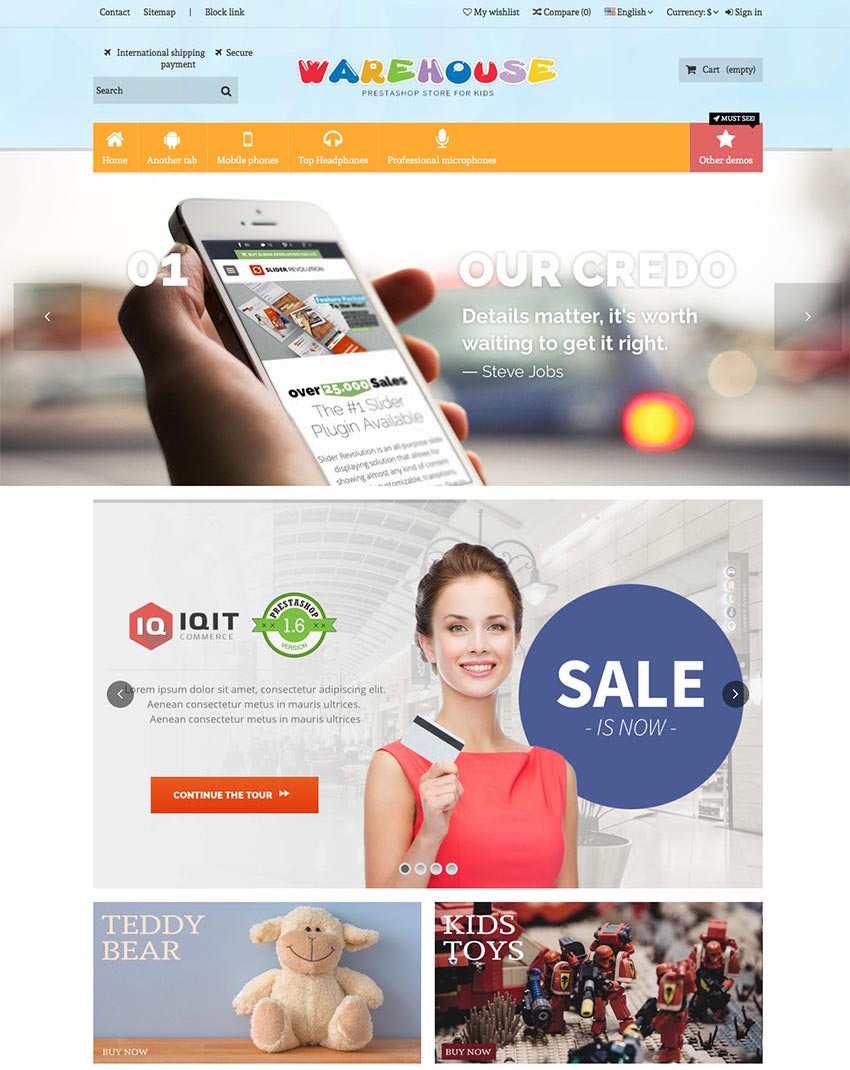 Contact Sitemap | Block link
My wishlist Compare (0) English Currency: $ Sign in
International shipping Secure
payment
Search
WAREHOUSE
PRESTASHOP STORE FOR KIDS
Cart (empty)
MUST SEE!
Home Another tab Mobile phones Top Headphones Professional microphones Other demos
SLIDER REVOLUTION
Feature Packed
To the Max!
over 25.000 Sales
The #1 Slider
Plugin Available
Slider Revolution is an all-purpose slide
displaying solution that allows for
showing almost any kind of content
01
OUR CREDO
Details matter, it's worth
waiting to get it right.
— Steve Jobs
IQ IQIT
COMMERCE
PRESTASHOP
1.6
VERSION
Lorem ipsum dolor sit amet, consectetur adipiscing elit.
Aenean consectetur metus in mauris ultrices.
Aenean consectetur metus in mauris ultrices
CONTINUE THE TOUR
SALE
- IS NOW -
TEDDY
BEAR
BUY NOW
KIDS
TOYS
BUY NOW